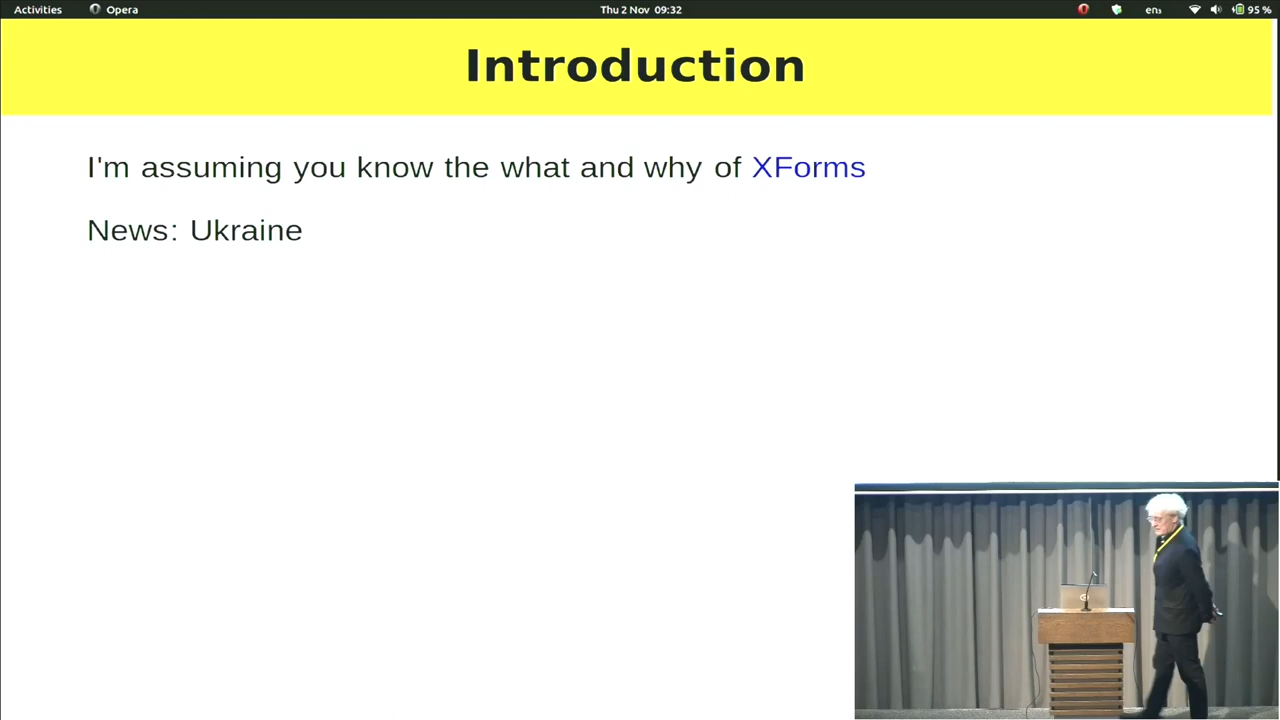 Activities Opera Thu 2 Nov 09:32 en₃ 95 %
Introduction
I'm assuming you know the what and why of XForms
News: Ukraine